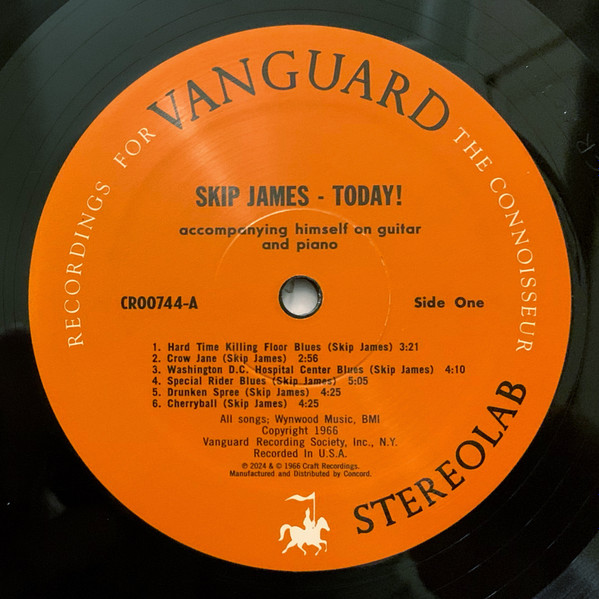 RECORDINGS FOR VANGUARD THE CONNOISSEUR
SKIP JAMES - TODAY!
accompanying himself on guitar
and piano
CR00744-A
Side One
1. Hard Time Killing Floor Blues (Skip James) 3:21
2. Crow Jane (Skip James) 2:56
3. Washington D.C. Hospital Center Blues (Skip James) 4:10
4. Special Rider Blues (Skip James) 5:05
5. Drunken Spree (Skip James) 4:25
6. Cherryball (Skip James) 4:25
All songs; Wynwood Music, BMI
Copyright 1966
Vanguard Recording Society, Inc., N.Y.
Recorded In U.S.A.
℗ 2024 & © 1966 Craft Recordings.
Manufactured and Distributed by Concord.
STEREOLAB